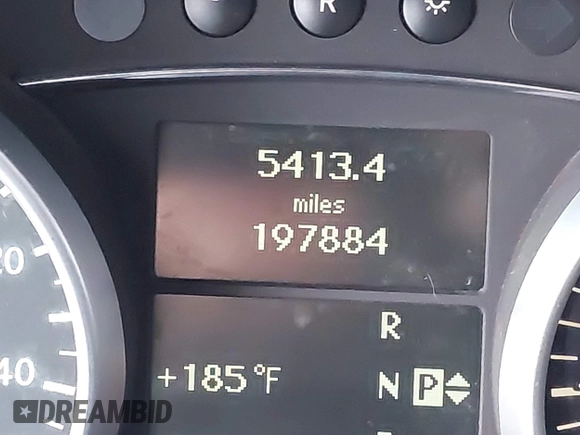 R
5413.4
miles
197884
20
R
+185°F
N P
40
DREAMBID